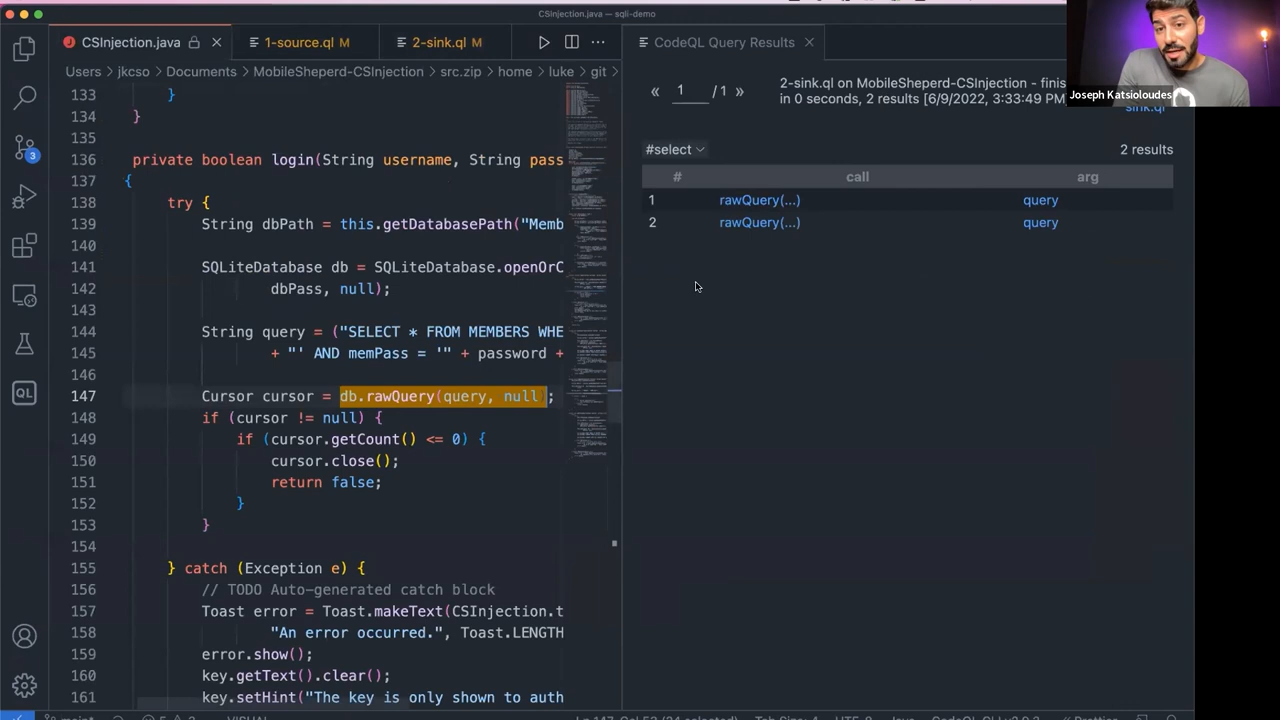 CSInjection.java — sqli-demo
CSInjection.java
1-source.ql M
2-sink.ql M
CodeQL Query Results
Users › jkcso › Documents › MobileSheperd-CSInjection › src.zip › home › luke › git ›
133 }
134 }
135
136 private boolean login(String username, String pass
137 {
138 try {
139 String dbPath = this.getDatabasePath("Memb
140
141 SQLiteDatabase db = SQLiteDatabase.openOrC
142 dbPass, null);
143
144 String query = ("SELECT * FROM MEMBERS WHE
145 + "' AND memPass = '" + password +
146
147 Cursor cursor = db.rawQuery(query, null);
148 if (cursor != null) {
149 if (cursor.getCount() <= 0) {
150 cursor.close();
151 return false;
152 }
153 }
154
155 } catch (Exception e) {
156 // TODO Auto-generated catch block
157 Toast error = Toast.makeText(CSInjection.t
158 "An error occurred.", Toast.LENGTH
159 error.show();
160 key.getText().clear();
161 key.setHint("The key is only shown to auth
3
QL
« 1 / 1 »
2-sink.ql on MobileSheperd-CSInjection - finis
in 0 seconds, 2 results [6/9/2022, 3:33:49 PM
sink.ql
#select
2 results
# call arg
1 rawQuery(...) query
2 rawQuery(...) query
Joseph Katsioloudes